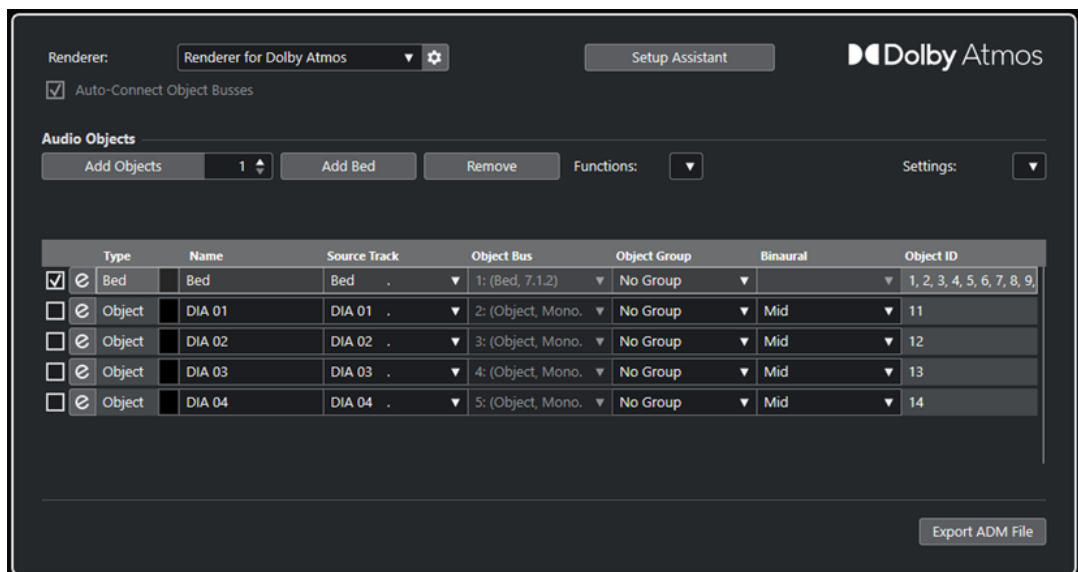 Renderer: Renderer for Dolby Atmos Setup Assistant Dolby Atmos
Auto-Connect Object Busses
Audio Objects
Add Objects 1 Add Bed Remove Functions: Settings:
Type Name Source Track Object Bus Object Group Binaural Object ID
e Bed Bed Bed . 1: (Bed, 7.1.2) No Group 1, 2, 3, 4, 5, 6, 7, 8, 9,
e Object DIA 01 DIA 01 . 2: (Object, Mono. No Group Mid 11
e Object DIA 02 DIA 02 . 3: (Object, Mono. No Group Mid 12
e Object DIA 03 DIA 03 . 4: (Object, Mono. No Group Mid 13
e Object DIA 04 DIA 04 . 5: (Object, Mono. No Group Mid 14
Export ADM File